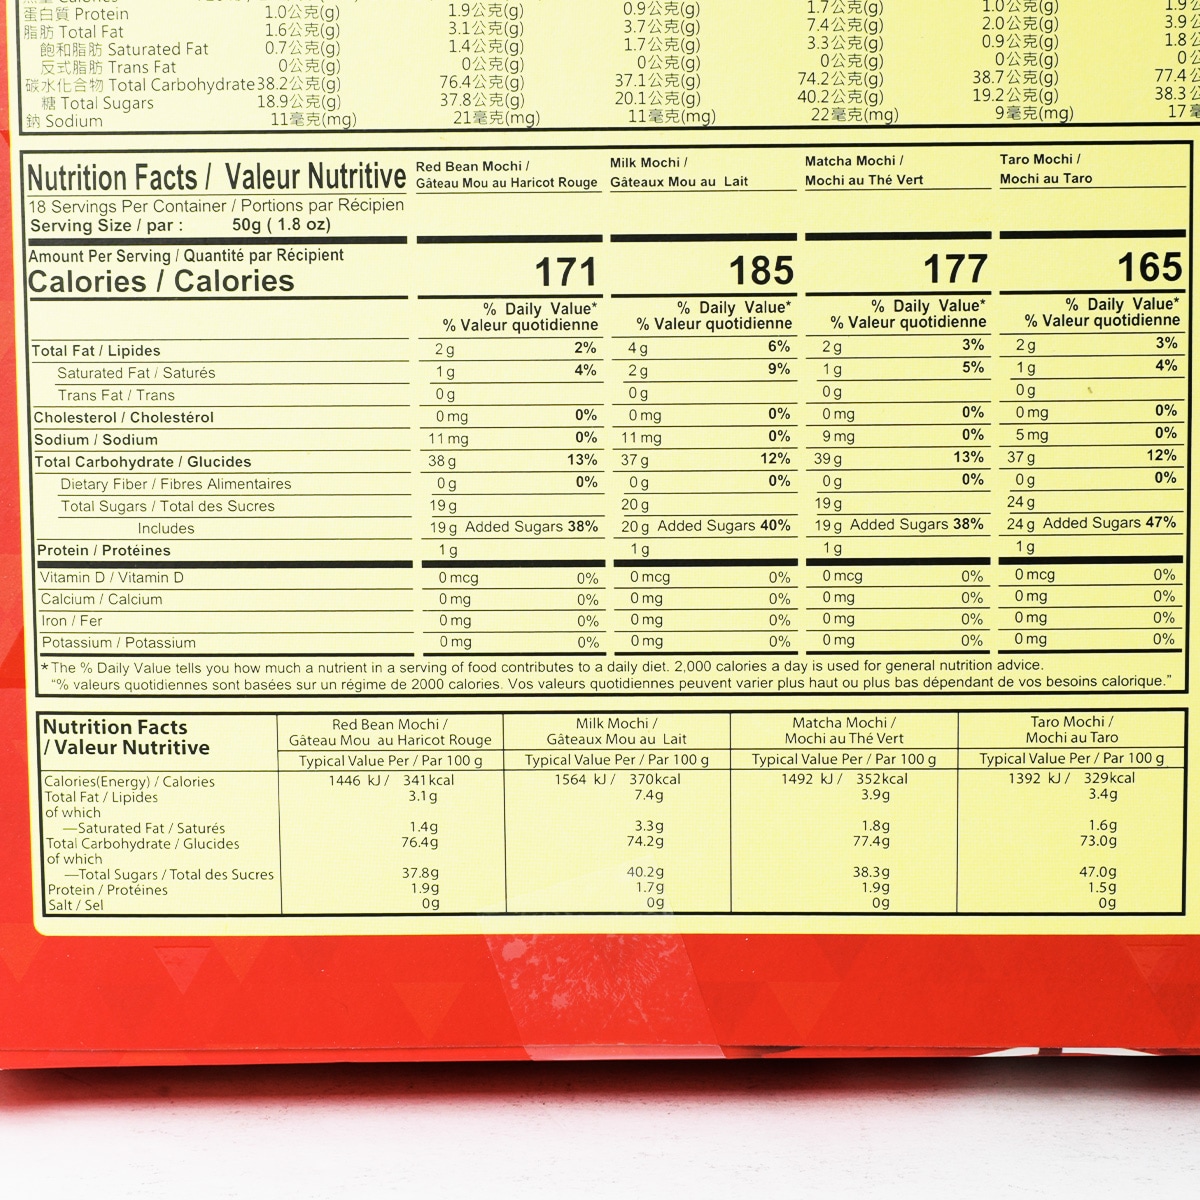 蛋白質 Protein 1.0公克(g) 1.9公克(g) 0.9公克(g) 1.7公克(g) 1.0公克(g) 1.9
脂肪 Total Fat 1.6公克(g) 3.1公克(g) 3.7公克(g) 7.4公克(g) 2.0公克(g) 3.9公
飽和脂肪 Saturated Fat 0.7公克(g) 1.4公克(g) 1.7公克(g) 3.3公克(g) 0.9公克(g) 1.8公
反式脂肪 Trans Fat 0公克(g) 0公克(g) 0公克(g) 0公克(g) 0公克(g) 0公
碳水化合物 Total Carbohydrate 38.2公克(g) 76.4公克(g) 37.1公克(g) 74.2公克(g) 38.7公克(g) 77.4公
糖 Total Sugars 18.9公克(g) 37.8公克(g) 20.1公克(g) 40.2公克(g) 19.2公克(g) 38.3公
鈉 Sodium 11毫克(mg) 21毫克(mg) 11毫克(mg) 22毫克(mg) 9毫克(mg) 17毫
Nutrition Facts / Valeur Nutritive
Red Bean Mochi / Milk Mochi / Matcha Mochi / Taro Mochi /
Gâteau Mou au Haricot Rouge Gâteaux Mou au Lait Mochi au Thé Vert Mochi au Taro
18 Servings Per Container / Portions par Récipien
Serving Size / par : 50g ( 1.8 oz)
Amount Per Serving / Quantité par Récipient
Calories / Calories 171 185 177 165
% Daily Value* % Daily Value* % Daily Value* % Daily Value*
% Valeur quotidienne % Valeur quotidienne % Valeur quotidienne % Valeur quotidienne
Total Fat / Lipides 2g 2% 4g 6% 2g 3% 2g 3%
Saturated Fat / Saturés 1g 4% 2g 9% 1g 5% 1g 4%
Trans Fat / Trans 0g 0g 0g 0g
Cholesterol / Cholestérol 0mg 0% 0mg 0% 0mg 0% 0mg 0%
Sodium / Sodium 11mg 0% 11mg 0% 9mg 0% 5mg 0%
Total Carbohydrate / Glucides 38g 13% 37g 12% 39g 13% 37g 12%
Dietary Fiber / Fibres Alimentaires 0g 0% 0g 0% 0g 0% 0g 0%
Total Sugars / Total des Sucres 19g 20g 19g 24g
Includes 19g Added Sugars 38% 20g Added Sugars 40% 19g Added Sugars 38% 24g Added Sugars 47%
Protein / Protéines 1g 1g 1g 1g
Vitamin D / Vitamin D 0mcg 0% 0mcg 0% 0mcg 0% 0mcg 0%
Calcium / Calcium 0mg 0% 0mg 0% 0mg 0% 0mg 0%
Iron / Fer 0mg 0% 0mg 0% 0mg 0% 0mg 0%
Potassium / Potassium 0mg 0% 0mg 0% 0mg 0% 0mg 0%
*The % Daily Value tells you how much a nutrient in a serving of food contributes to a daily diet. 2,000 calories a day is used for general nutrition advice.
"% valeurs quotidiennes sont basées sur un régime de 2000 calories. Vos valeurs quotidiennes peuvent varier plus haut ou plus bas dépendant de vos besoins calorique."
Nutrition Facts Red Bean Mochi / Milk Mochi / Matcha Mochi / Taro Mochi /
/ Valeur Nutritive Gâteau Mou au Haricot Rouge Gâteaux Mou au Lait Mochi au Thé Vert Mochi au Taro
Typical Value Per / Par 100 g Typical Value Per / Par 100 g Typical Value Per / Par 100 g Typical Value Per / Par 100 g
Calories(Energy) / Calories 1446 kJ / 341kcal 1564 kJ / 370kcal 1492 kJ / 352kcal 1392 kJ / 329kcal
Total Fat / Lipides 3.1g 7.4g 3.9g 3.4g
of which
—Saturated Fat / Saturés 1.4g 3.3g 1.8g 1.6g
Total Carbohydrate / Glucides 76.4g 74.2g 77.4g 73.0g
of which
—Total Sugars / Total des Sucres 37.8g 40.2g 38.3g 47.0g
Protein / Protéines 1.9g 1.7g 1.9g 1.5g
Salt / Sel 0g 0g 0g 0g